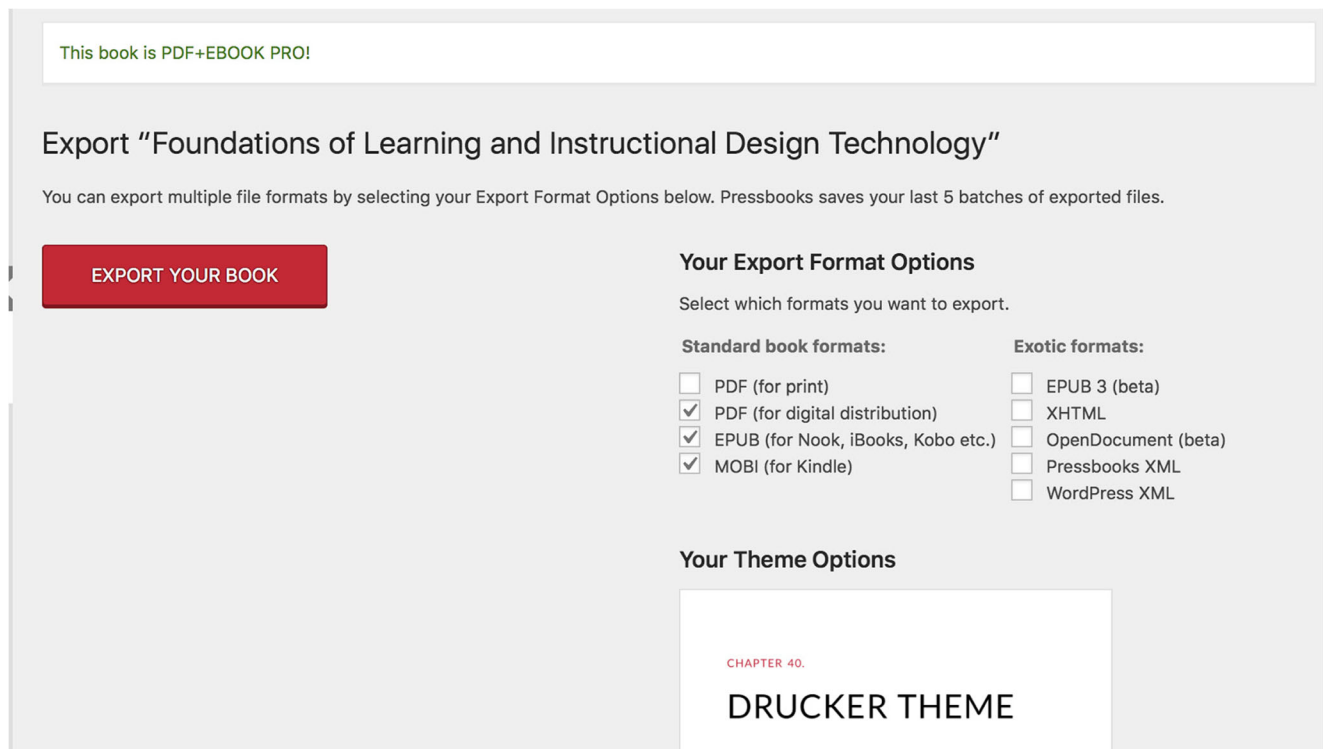 This book is PDF+EBOOK PRO!
Export “Foundations of Learning and Instructional Design Technology”
You can export multiple file formats by selecting your Export Format Options below. Pressbooks saves your last 5 batches of exported files.
EXPORT YOUR BOOK
Your Export Format Options
Select which formats you want to export.
Standard book formats:
PDF (for print)
PDF (for digital distribution)
EPUB (for Nook, iBooks, Kobo etc.)
MOBI (for Kindle)
Exotic formats:
EPUB 3 (beta)
XHTML
OpenDocument (beta)
Pressbooks XML
WordPress XML
Your Theme Options
CHAPTER 40.
DRUCKER THEME